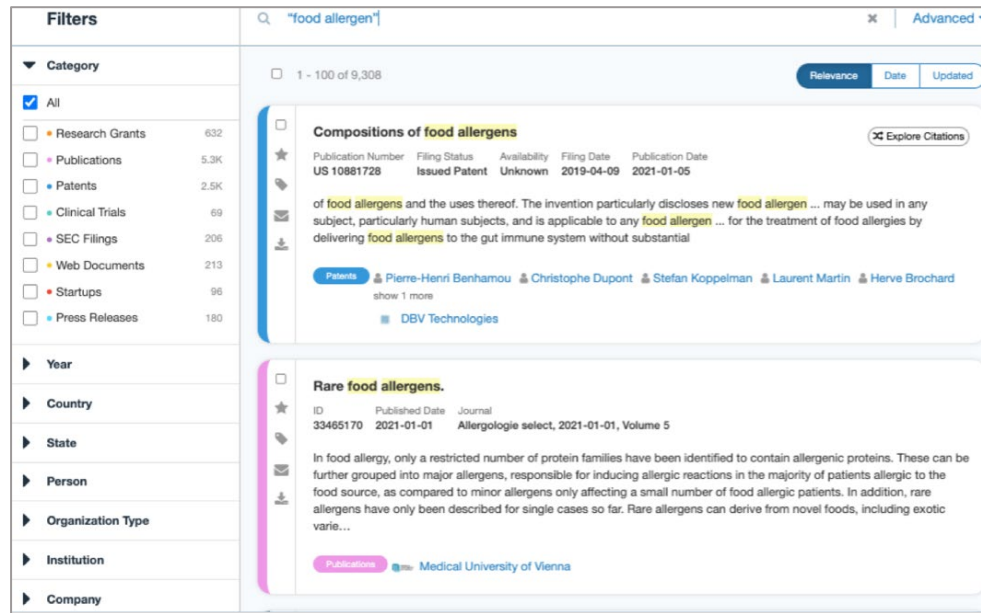 Filters
"food allergen"
Advanced
Category
All
Research Grants 632
Publications 5.3K
Patents 2.5K
Clinical Trials 69
SEC Filings 206
Web Documents 213
Startups 96
Press Releases 180
Year
Country
State
Person
Organization Type
Institution
Company
1 - 100 of 9,308
Relevance Date Updated
Compositions of food allergens
Explore Citations
Publication Number Filing Status Availability Filing Date Publication Date
US 10881728 Issued Patent Unknown 2019-04-09 2021-01-05
of food allergens and the uses thereof. The invention particularly discloses new food allergen ... may be used in any
subject, particularly human subjects, and is applicable to any food allergen ... for the treatment of food allergies by
delivering food allergens to the gut immune system without substantial
Patents Pierre-Henri Benhamou Christophe Dupont Stefan Koppelman Laurent Martin Herve Brochard
show 1 more
DBV Technologies
Rare food allergens.
ID Published Date Journal
33465170 2021-01-01 Allergologie select, 2021-01-01, Volume 5
In food allergy, only a restricted number of protein families have been identified to contain allergenic proteins. These can be
further grouped into major allergens, responsible for inducing allergic reactions in the majority of patients allergic to the
food source, as compared to minor allergens only affecting a small number of food allergic patients. In addition, rare
allergens have only been described for single cases so far. Rare allergens can derive from novel foods, including exotic
varie…
Publications Medical University of Vienna